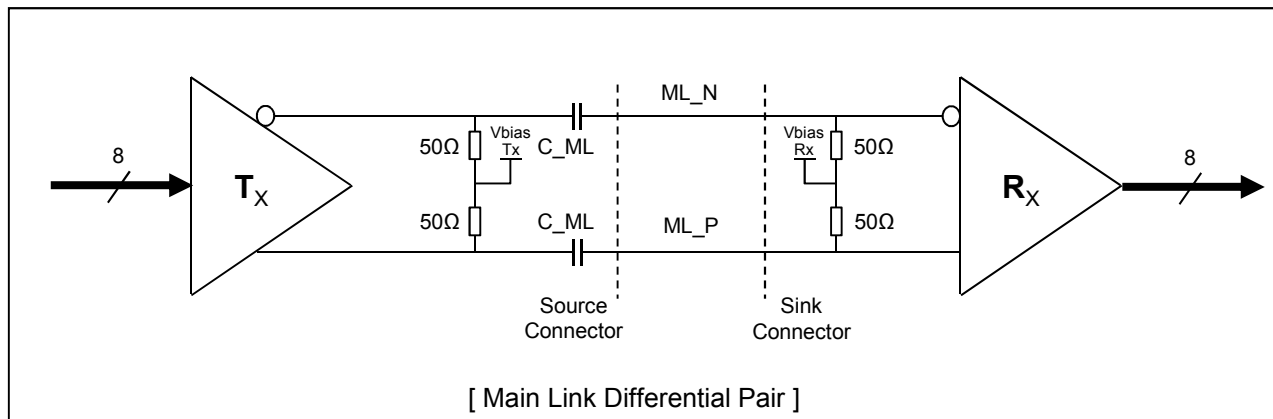 8
TX
50Ω
50Ω
Vbias
Tx
C_ML
C_ML
ML_N
ML_P
Source
Connector
Sink
Connector
Vbias
Rx
50Ω
50Ω
RX
8
[ Main Link Differential Pair ]